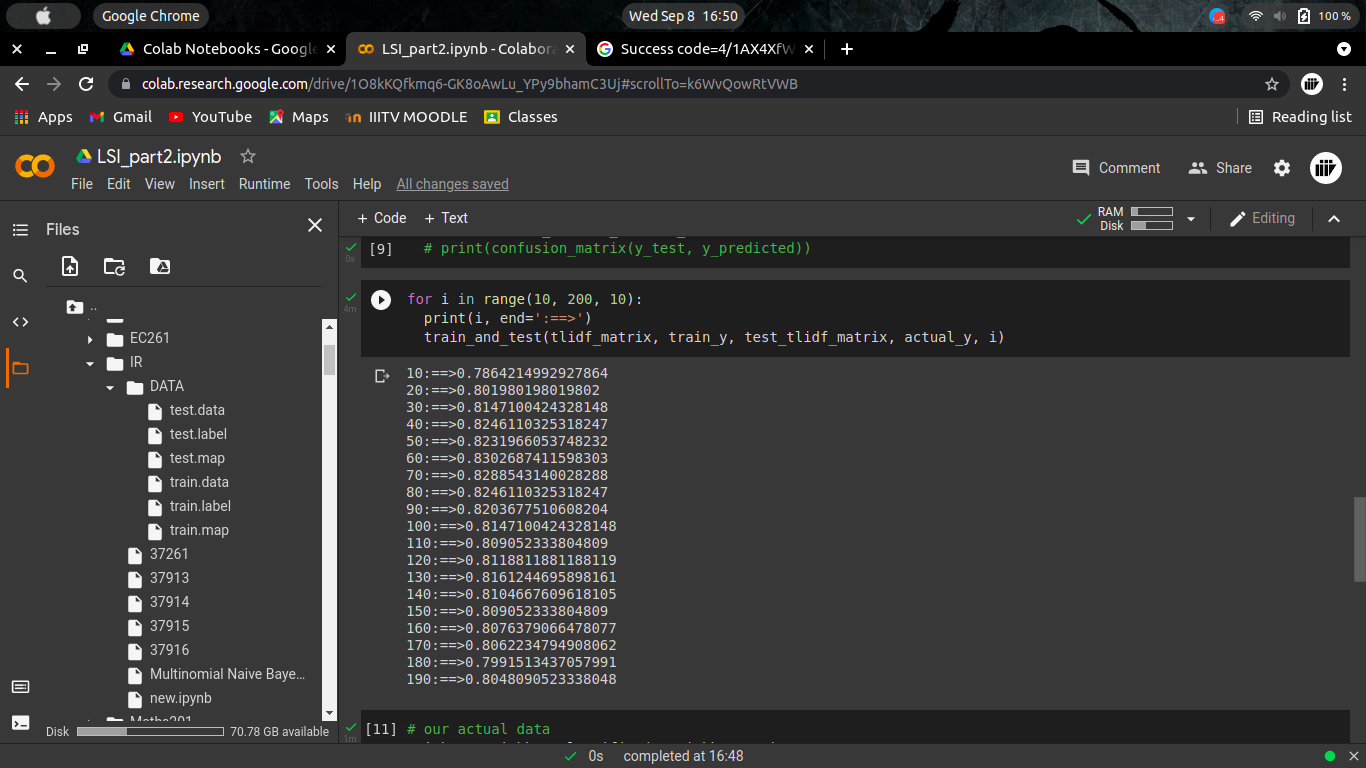 Google Chrome
Wed Sep 8 16:50
100 %
Colab Notebooks - Google
LSI_part2.ipynb - Colabora
Success code=4/1AX4XfW
colab.research.google.com/drive/1O8kKQfkmq6-GK8oAwLu_YPy9bhamC3Uj#scrollTo=k6WvQowRtVWB
Apps
Gmail
YouTube
Maps
IIITV MOODLE
Classes
Reading list
LSI_part2.ipynb
Comment
Share
File Edit View Insert Runtime Tools Help All changes saved
Files
+ Code + Text
RAM
Disk
Editing
..
EC261
IR
DATA
test.data
test.label
test.map
train.data
train.label
train.map
37261
37913
37914
37915
37916
Multinomial Naive Baye...
new.ipynb
Disk
70.78 GB available
[9] # print(confusion_matrix(y_test, y_predicted))
0s
4m
for i in range(10, 200, 10):
print(i, end=':==>')
train_and_test(tlidf_matrix, train_y, test_tlidf_matrix, actual_y, i)
10:==>0.7864214992927864
20:==>0.801980198019802
30:==>0.8147100424328148
40:==>0.8246110325318247
50:==>0.8231966053748232
60:==>0.8302687411598303
70:==>0.8288543140028288
80:==>0.8246110325318247
90:==>0.8203677510608204
100:==>0.8147100424328148
110:==>0.809052333804809
120:==>0.8118811881188119
130:==>0.8161244695898161
140:==>0.8104667609618105
150:==>0.809052333804809
160:==>0.8076379066478077
170:==>0.8062234794908062
180:==>0.7991513437057991
190:==>0.8048090523338048
[11] # our actual data
1m
0s completed at 16:48